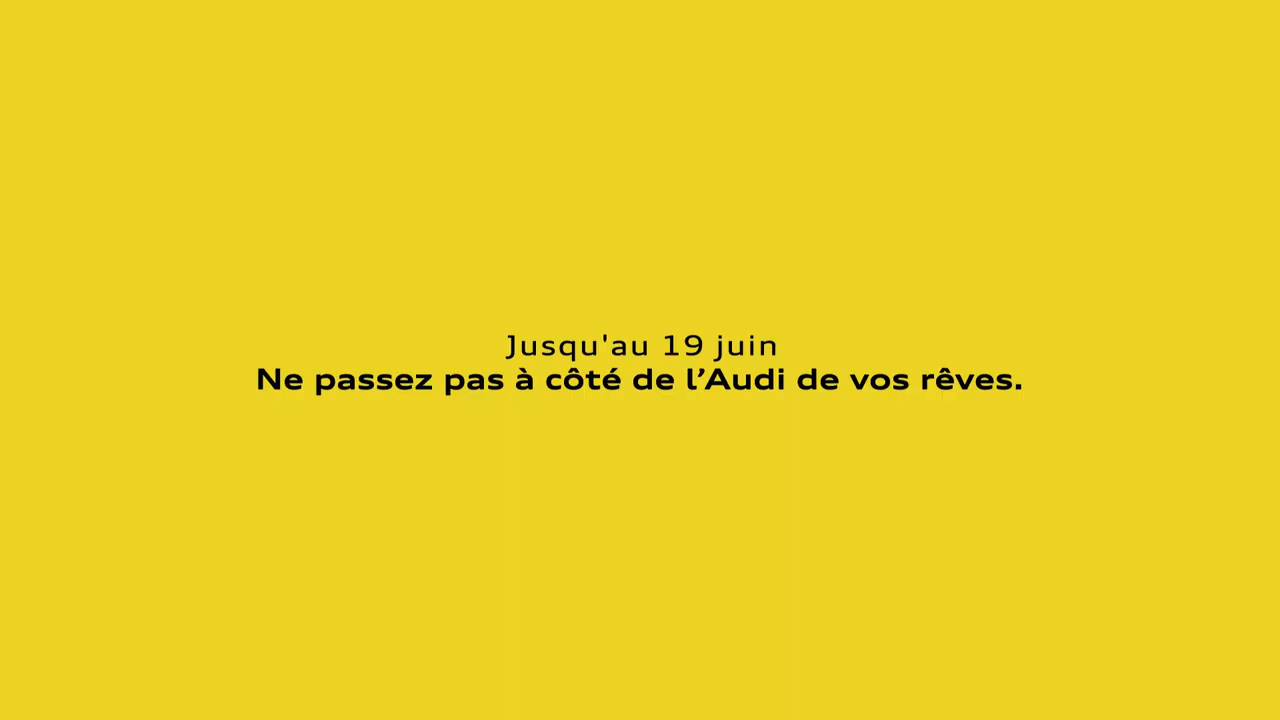 Jusqu'au 19 juin
Ne passez pas à côté de l’Audi de vos rêves.